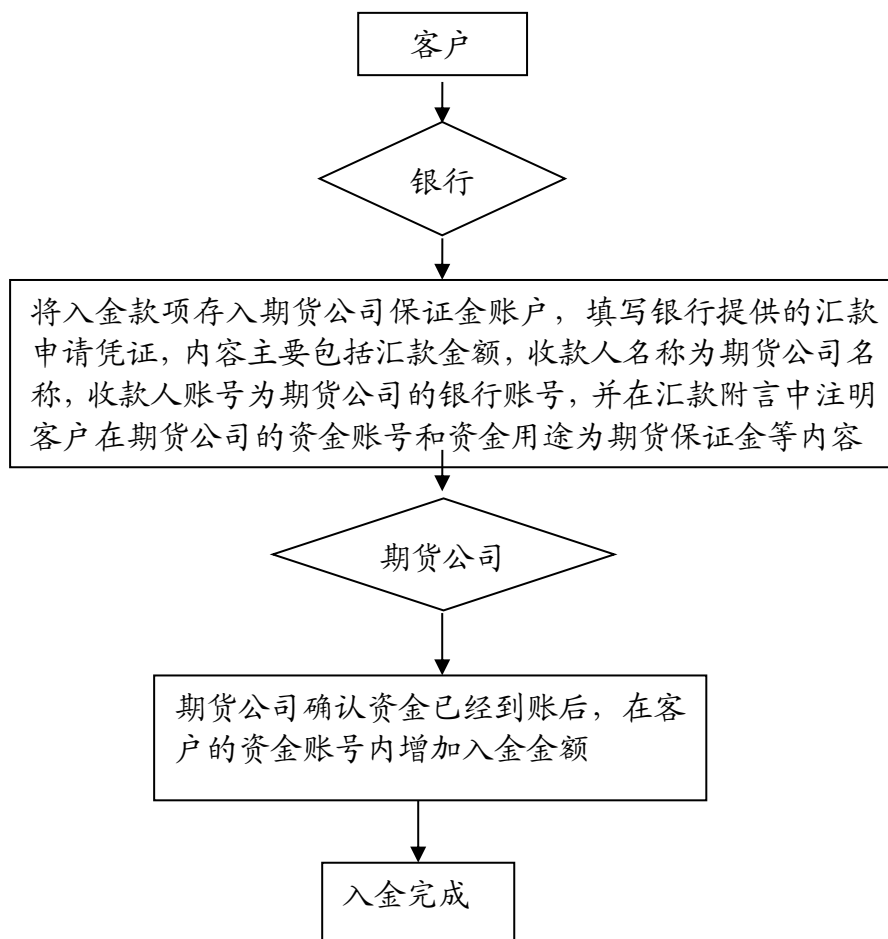 客户
银行
将入金款项存入期货公司保证金账户，填写银行提供的汇款
申请凭证，内容主要包括汇款金额，收款人名称为期货公司名
称，收款人账号为期货公司的银行账号，并在汇款附言中注明
客户在期货公司的资金账号和资金用途为期货保证金等内容
期货公司
期货公司确认资金已经到账后，在客
户的资金账号内增加入金金额
入金完成